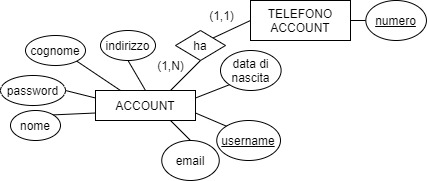 (1,1)
TELEFONO
ACCOUNT
numero
cognome
indirizzo
ha
(1,N)
data di
nascita
password
ACCOUNT
nome
username
email